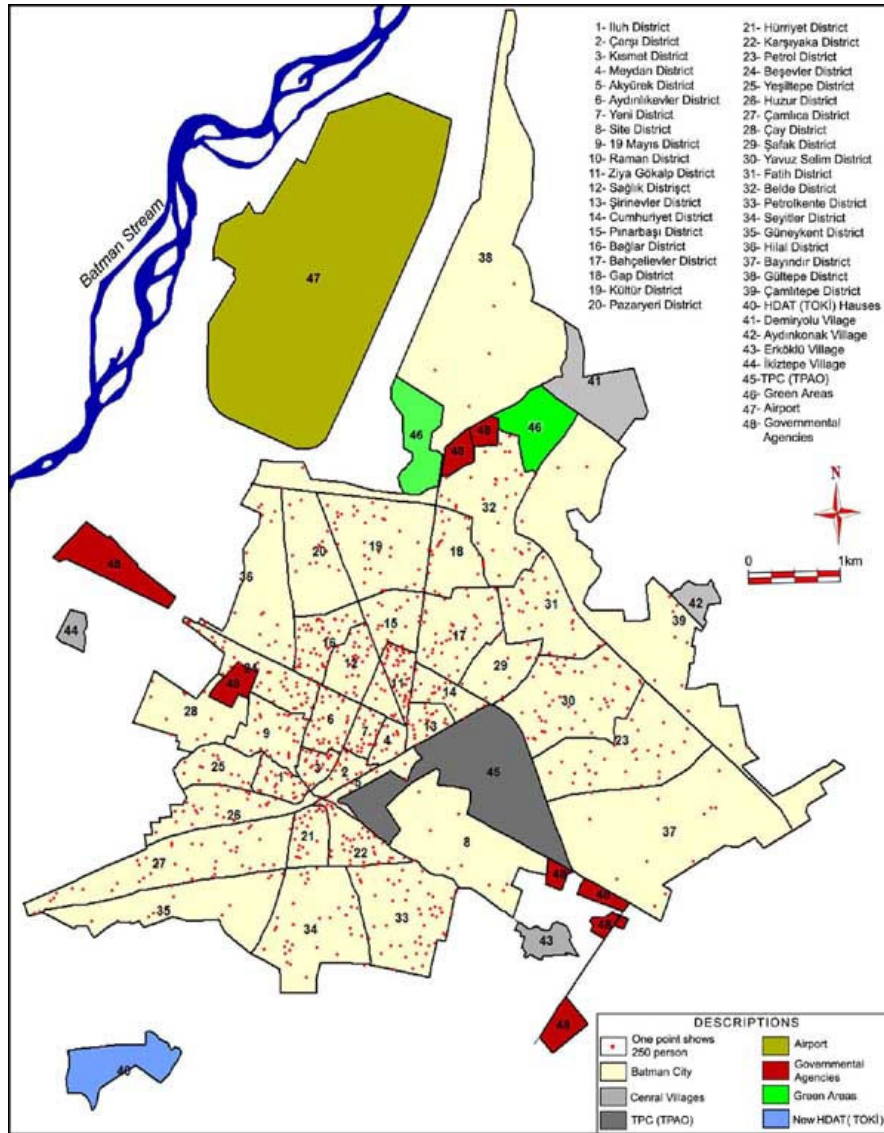 1- Iluh District
2- Çarşı District
3- Kısmet District
4- Meydan District
5- Akyürek District
6- Aydınlıkevler District
7- Yeni District
8- Site District
9- 19 Mayıs District
10- Raman District
11- Ziya Gökalp District
12- Sağlık Distrişct
13- Şirinevler District
14- Cumhuriyet District
15- Pınarbaşı District
16- Bağlar District
17- Bahçelievler District
18- Gap District
19- Kültür District
20- Pazaryeri District
21- Hürriyet District
22- Karşıyaka District
23- Petrol District
24- Beşevler District
25- Yeşiltepe District
26- Huzur District
27- Çamlıca District
28- Çay District
29- Şafak District
30- Yavuz Selim District
31- Fatih District
32- Belde District
33- Petrolkente District
34- Seyitler District
35- Güneykent District
36- Hilal District
37- Bayındır District
38- Gültepe District
39- Çamlıtepe District
40- HDAT (TOKİ) Hauses
41- Demiryolu Vilage
42- Aydınkonak Village
43- Erköklü Village
44- İkiztepe Village
45- TPC (TPAO)
46- Green Areas
47- Airport
48- Governmental
Agencies
Batman Stream
47
38
41
46
46
48
48
32
N
0 1km
20
19
18
48
36
42
39
44
31
15
17
16
12
29
11
14
48
30
28
6
7
4
13
9
23
45
25
1
3
2
5
26
21
22
8
37
27
48
48
35
34
33
48
43
48
40
DESCRIPTIONS
One point shows
250 person
Batman City
Cenral Villages
TPC (TPAO)
Airport
Governmental
Agencies
Green Areas
New HDAT( TOKİ)